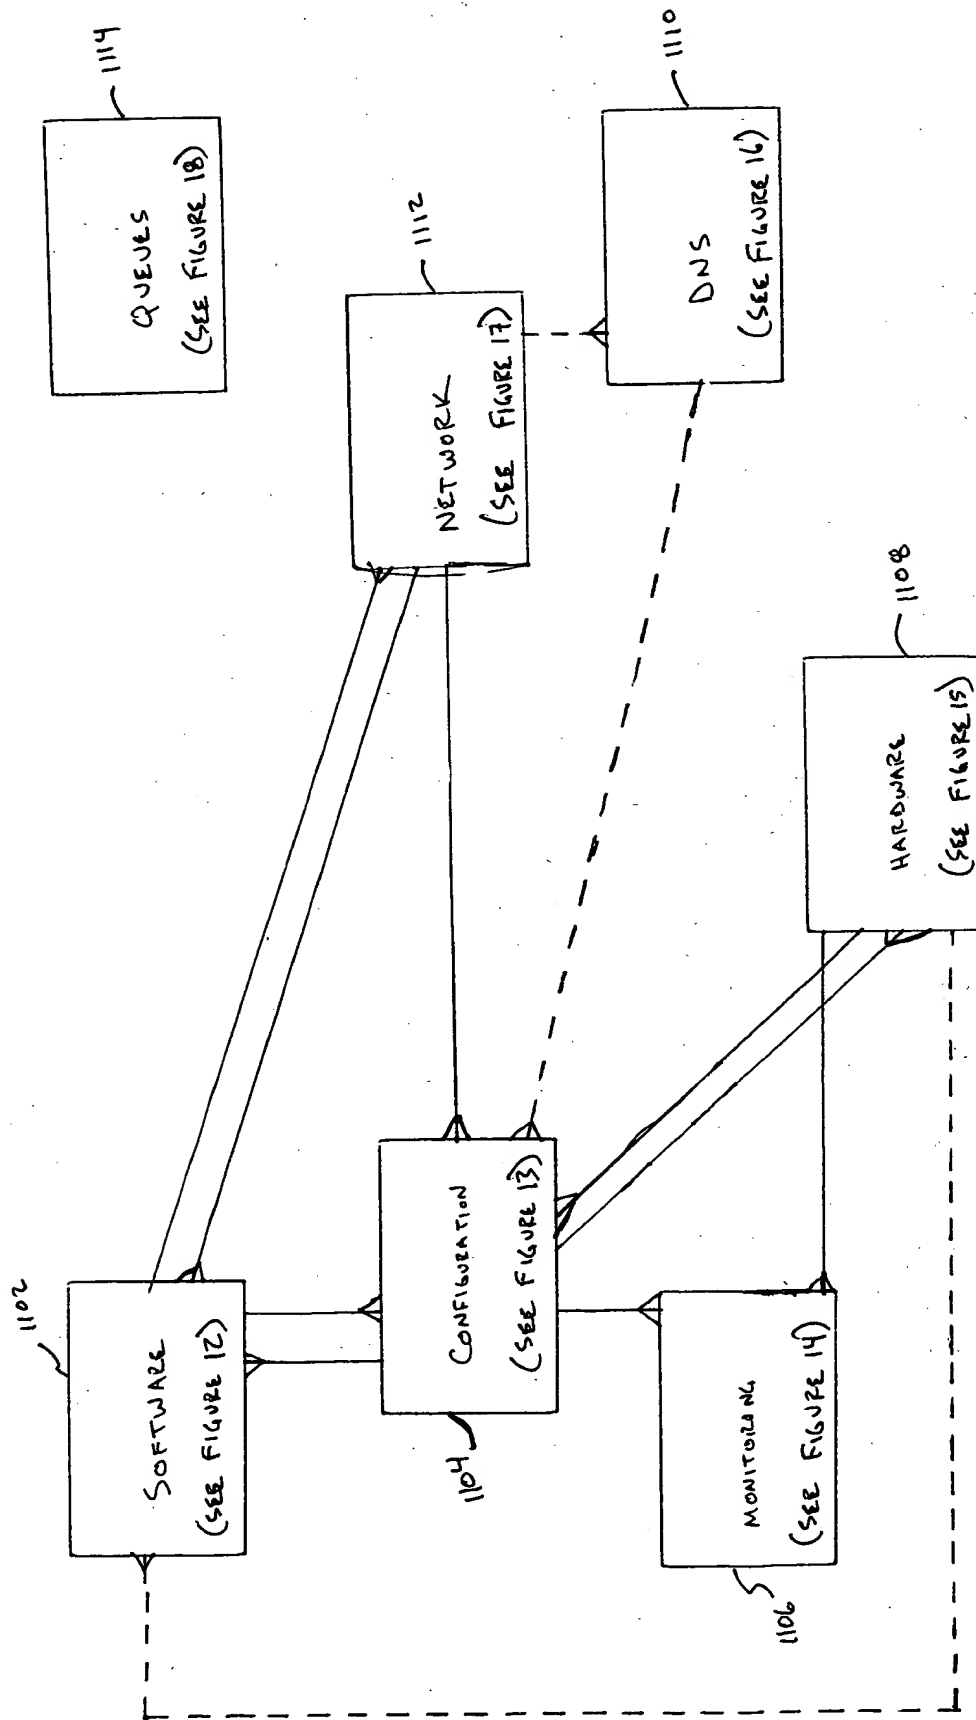 1102
SOFTWARE
(SEE FIGURE 12)
1104
CONFIGURATION
(SEE FIGURE 13)
1106
MONITORING
(SEE FIGURE 14)
1112
NETWORK
(SEE FIGURE 17)
1114
QUEUES
(SEE FIGURE 18)
1110
DNS
(SEE FIGURE 16)
1108
HARDWARE
(SEE FIGURE 15)